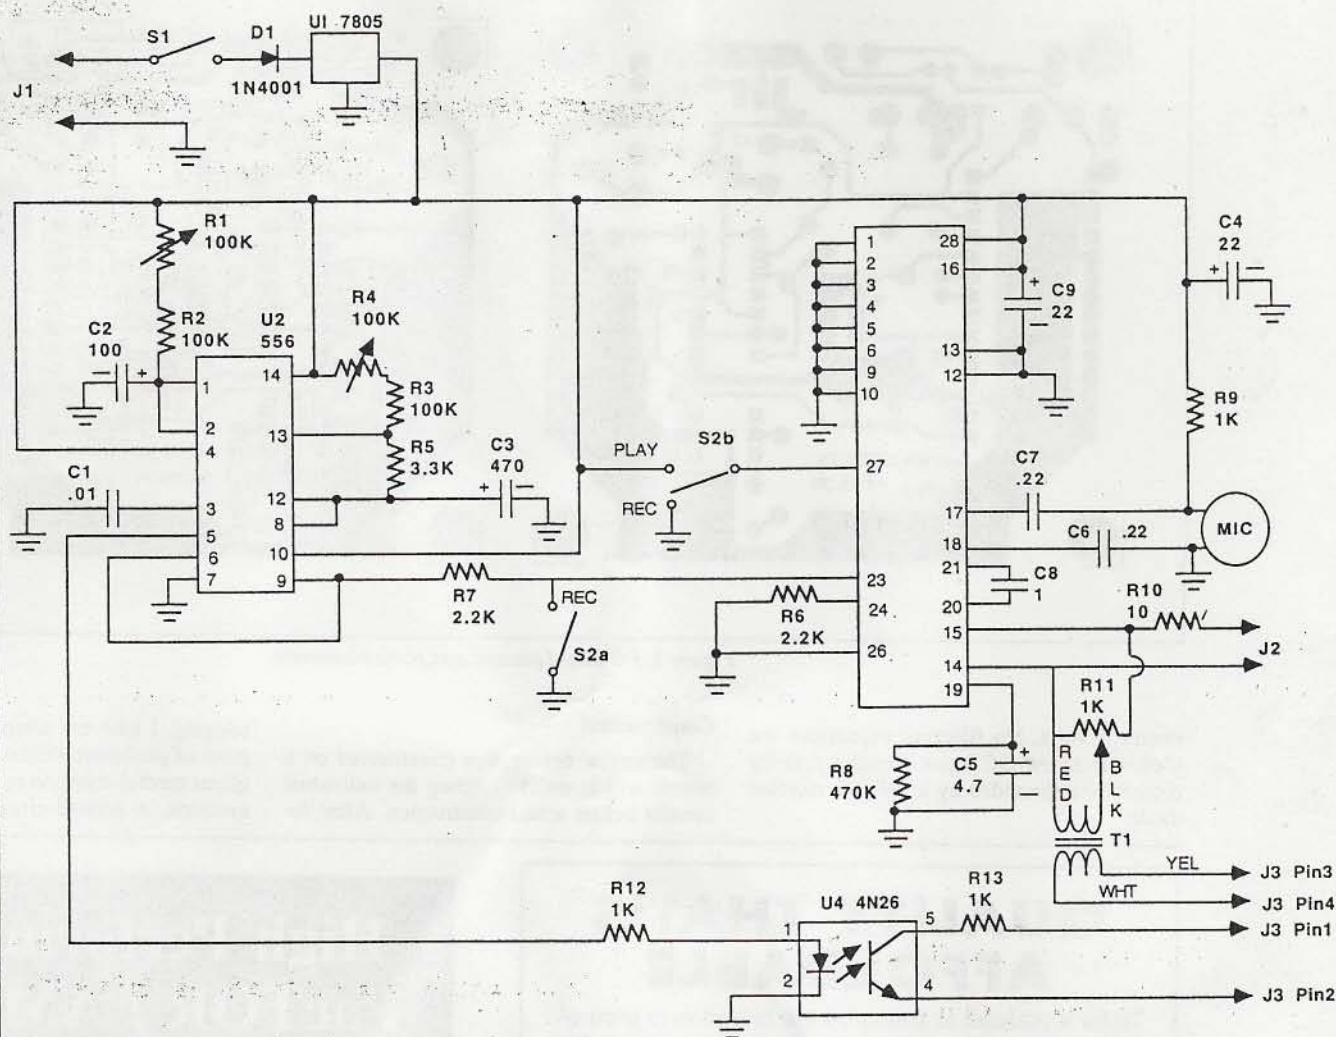 S1
D1
U1 7805
1N4001
J1
R1
100K
R2
100K
C2
100
+
U2
556
R4
100K
R3
100K
R5
3.3K
C3
470
C1
.01
1
2
4
3
5
6
7
14
13
12
8
10
9
R7
2.2K
REC
S2a
PLAY
S2b
REC
1
2
3
4
5
6
9
10
27
23
24
26
28
16
13
12
17
18
21
20
15
14
19
R6
2.2K
C9
22
C4
22
R9
1K
C7
.22
C6 .22
MIC
C8
1
R10
10
J2
R11
1K
RED
BLK
T1
YEL
WHT
R8
470K
C5
4.7
R12
1K
U4 4N26
1
2
5
4
R13
1K
J3 Pin3
J3 Pin4
J3 Pin1
J3 Pin2